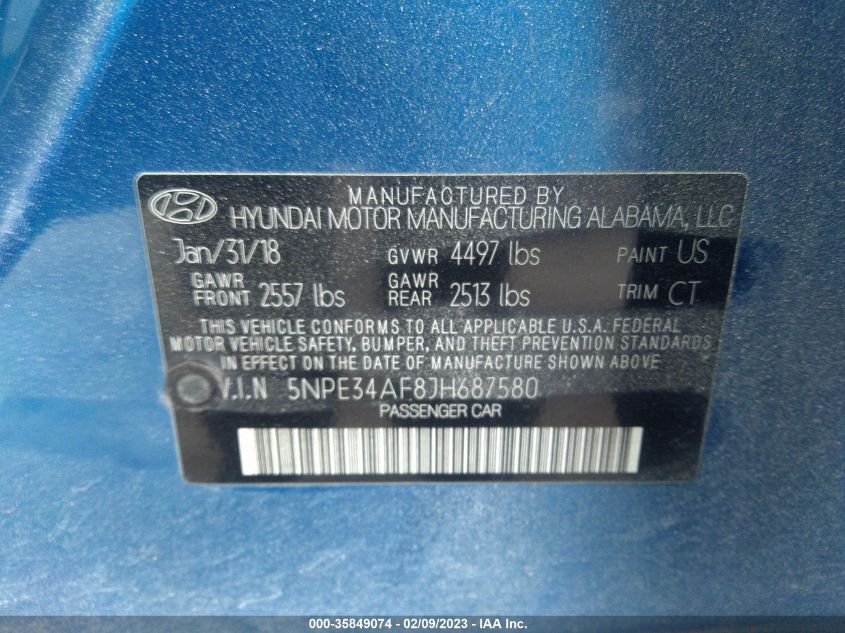 MANUFACTURED BY
HYUNDAI MOTOR MANUFACTURING ALABAMA, LLC
Jan/31/18 GVWR 4497 lbs PAINT US
GAWR FRONT 2557 lbs GAWR REAR 2513 lbs TRIM CT
THIS VEHICLE CONFORMS TO ALL APPLICABLE U.S.A. FEDERAL
MOTOR VEHICLE SAFETY, BUMPER, AND THEFT PREVENTION STANDARDS
IN EFFECT ON THE DATE OF MANUFACTURE SHOWN ABOVE
V.I.N 5NPE34AF8JH687580
PASSENGER CAR
000-35849074 - 02/09/2023 - IAA Inc.